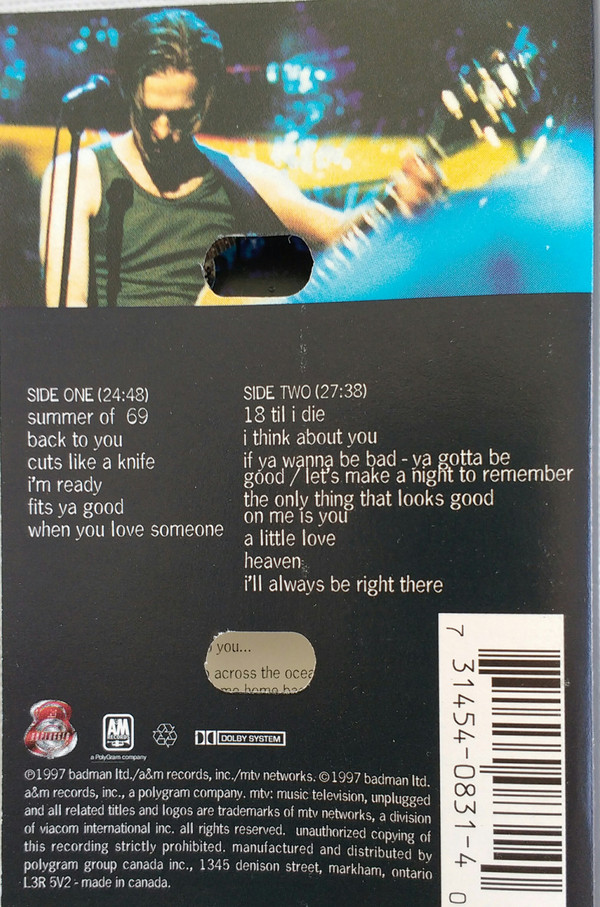 SIDE ONE (24:48)
summer of 69
back to you
cuts like a knife
i'm ready
fits ya good
when you love someone
SIDE TWO (27:38)
18 til i die
i think about you
if ya wanna be bad - ya gotta be
good / let's make a night to remember
the only thing that looks good
on me is you
a little love
heaven
i'll always be right there
you...
across the
A&M
RECORDS
a PolyGram company
DOLBY SYSTEM
℗1997 badman ltd./a&m records, inc./mtv networks. ©1997 badman ltd.
a&m records, inc., a polygram company. mtv: music television, unplugged
and all related titles and logos are trademarks of mtv networks, a division
of viacom international inc. all rights reserved. unauthorized copying of
this recording strictly prohibited. manufactured and distributed by
polygram group canada inc., 1345 denison street, markham, ontario
L3R 5V2 - made in canada.
7 31454-0831-4 0